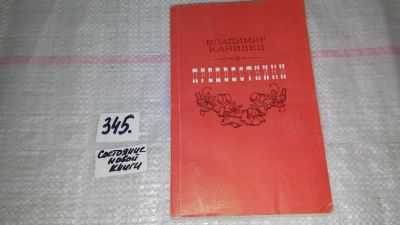 ВЛАДИМИР
КАНИВЕЦ
ПРЕДВЕСТНИКИ
345.
Состояние
новой
книги